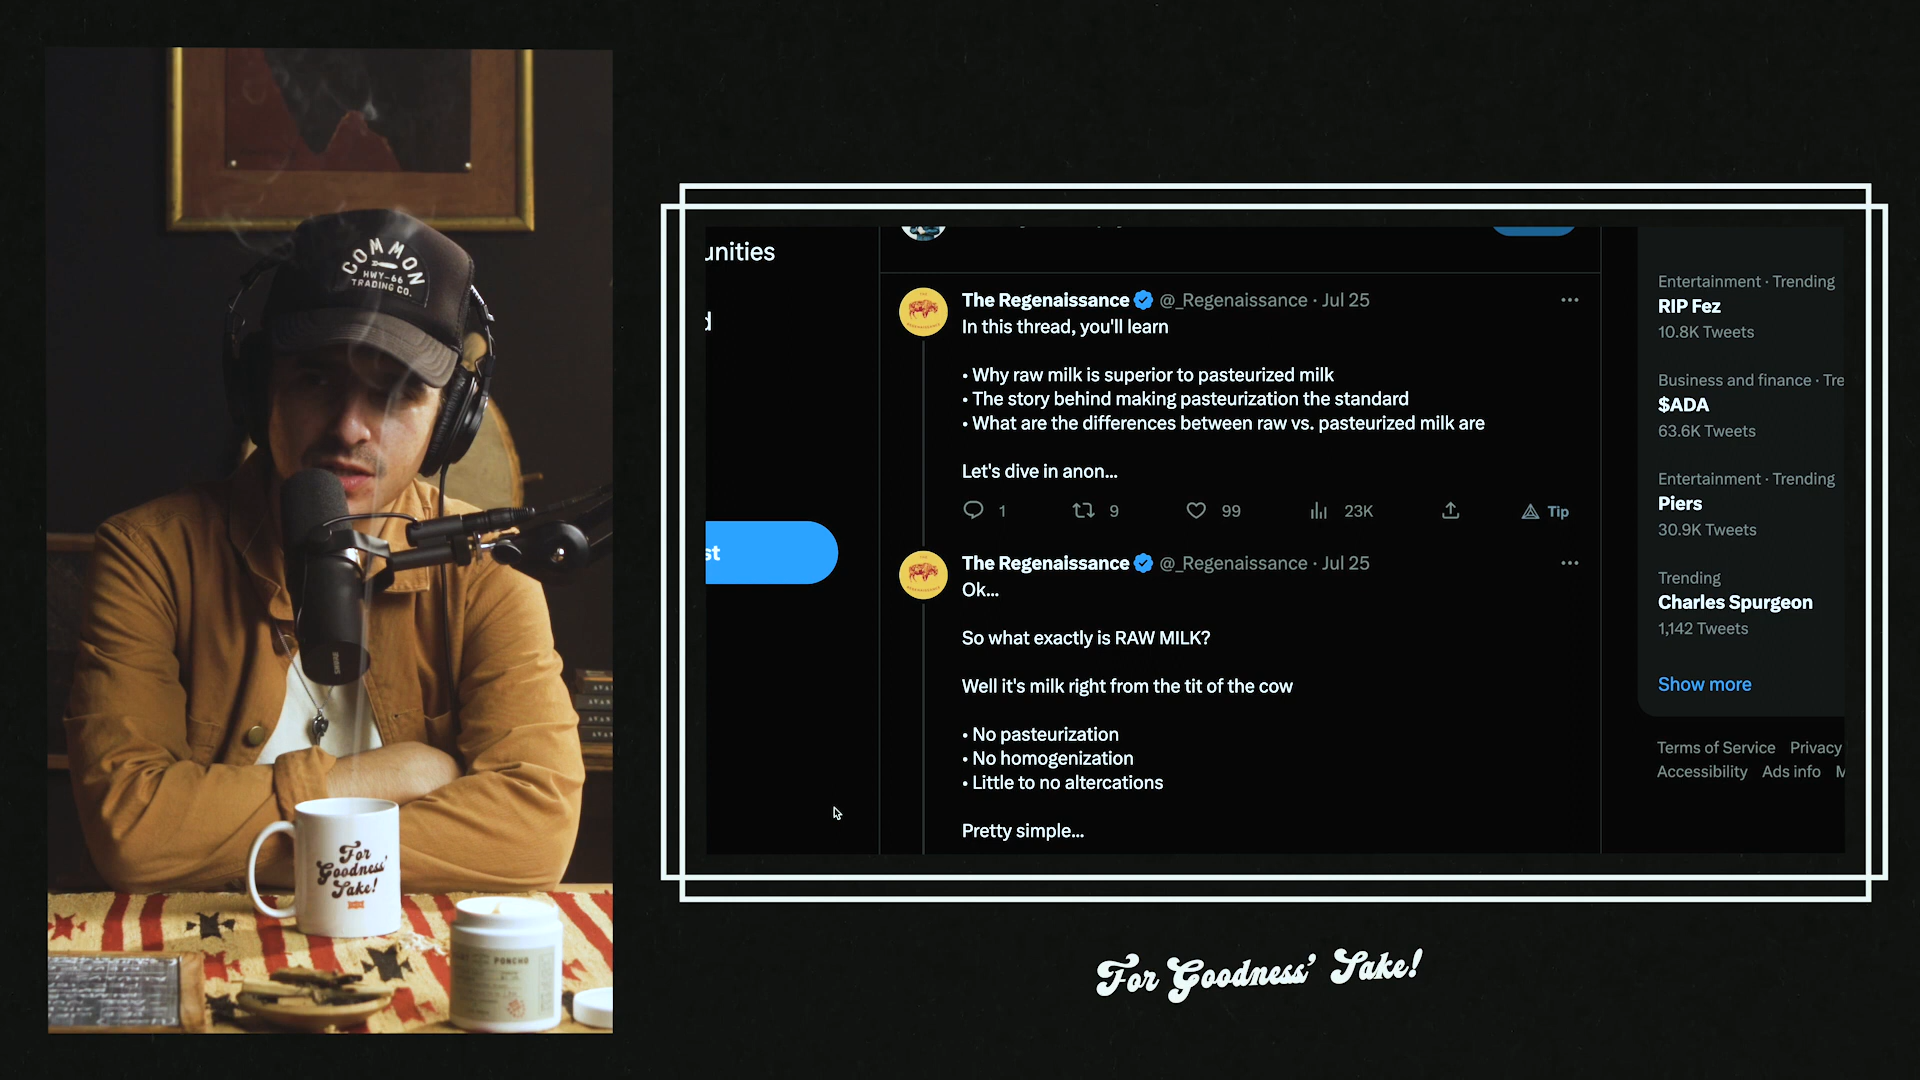 COMMON
HWY-66
TRADING CO.
For
Goodness'
Sake!
PONCHO
unities
d
st
The Regenaissance @_Regenaissance · Jul 25
In this thread, you'll learn
• Why raw milk is superior to pasteurized milk
• The story behind making pasteurization the standard
• What are the differences between raw vs. pasteurized milk are
Let's dive in anon...
1 9 99 23K Tip
The Regenaissance @_Regenaissance · Jul 25
Ok...
So what exactly is RAW MILK?
Well it's milk right from the tit of the cow
• No pasteurization
• No homogenization
• Little to no altercations
Pretty simple...
Entertainment · Trending
RIP Fez
10.8K Tweets
Business and finance · Tre
$ADA
63.6K Tweets
Entertainment · Trending
Piers
30.9K Tweets
Trending
Charles Spurgeon
1,142 Tweets
Show more
Terms of Service Privacy
Accessibility Ads info M
For Goodness' Sake!